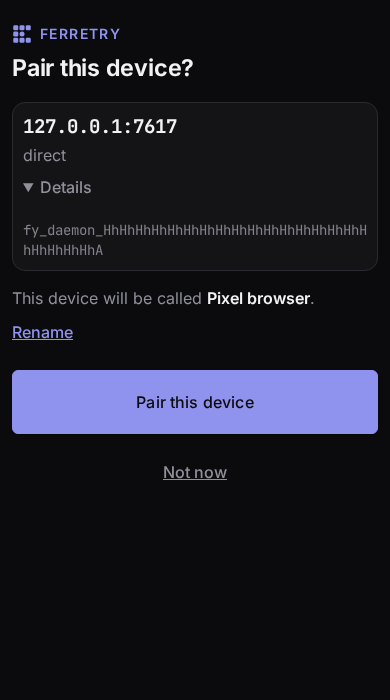 FERRETRY
Pair this device?
127.0.0.1:7617
direct
▼ Details
fy_daemon_HhHhHhHhHhHhHhHhHhHhHhHhHhHhHhHhH
hHhHhHhHhA
This device will be called Pixel browser.
Rename
Pair this device
Not now